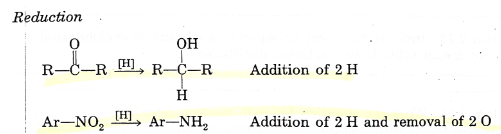 Reduction
O OH
R—C—R [H] R—C—R Addition of 2 H
H
Ar—NO₂ [H] Ar—NH₂ Addition of 2 H and removal of 2 O